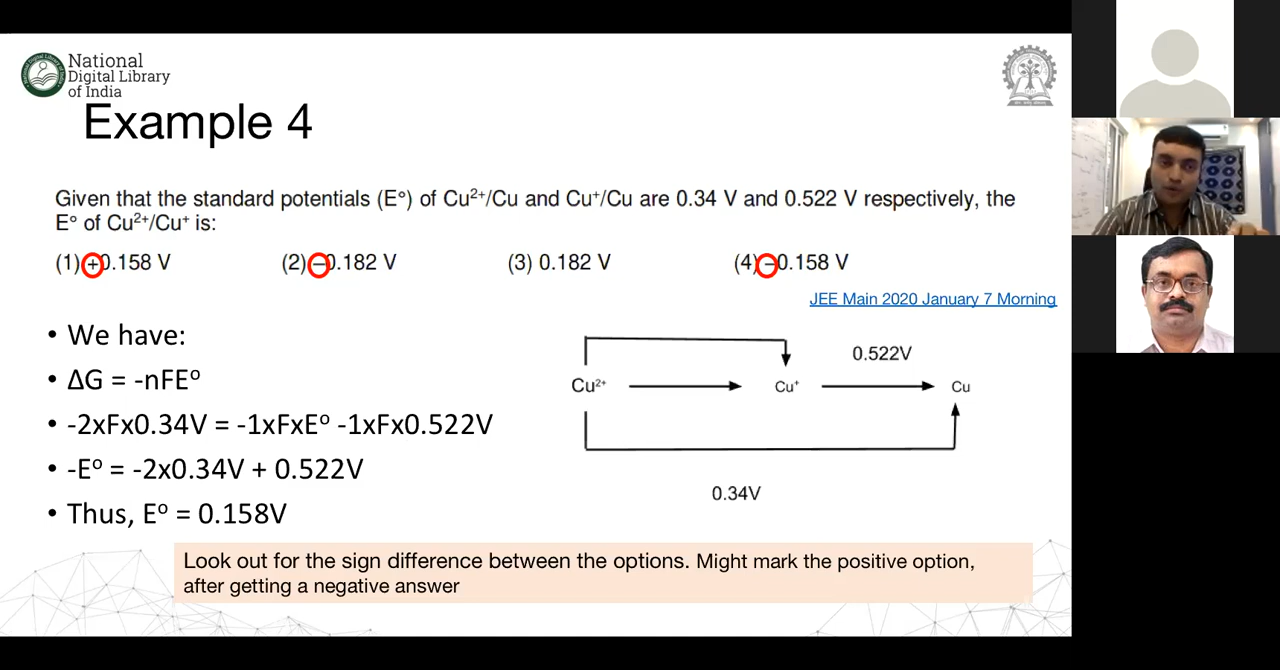 National
Digital Library
of India
Example 4
Given that the standard potentials (E°) of Cu²⁺/Cu and Cu⁺/Cu are 0.34 V and 0.522 V respectively, the
E° of Cu²⁺/Cu⁺ is:
(1) +0.158 V (2) –0.182 V (3) 0.182 V (4) –0.158 V
JEE Main 2020 January 7 Morning
• We have:
• ΔG = -nFEᵒ
• -2xFx0.34V = -1xFxEᵒ -1xFx0.522V
• -Eᵒ = -2x0.34V + 0.522V
• Thus, Eᵒ = 0.158V
0.522V
Cu²⁺ Cu⁺ Cu
0.34V
Look out for the sign difference between the options. Might mark the positive option,
after getting a negative answer